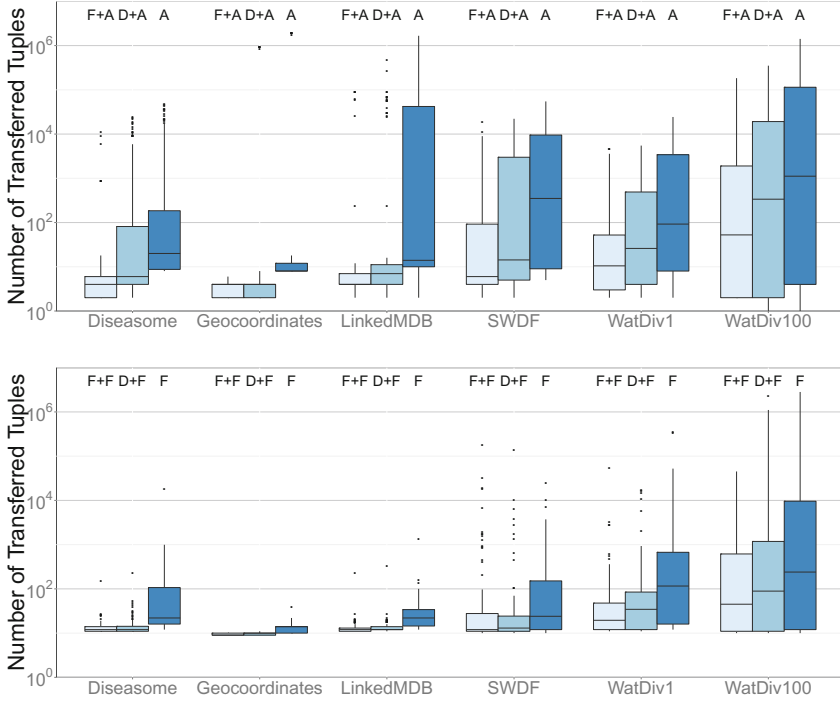 F+A D+A A F+A D+A A F+A D+A A F+A D+A A F+A D+A A F+A D+A A
Number of Transferred Tuples
10^6
10^4
10^2
10^0
Diseasome Geocoordinates LinkedMDB SWDF WatDiv1 WatDiv100
F+F D+F F F+F D+F F F+F D+F F F+F D+F F F+F D+F F F+F D+F F
Number of Transferred Tuples
10^6
10^4
10^2
10^0
Diseasome Geocoordinates LinkedMDB SWDF WatDiv1 WatDiv100